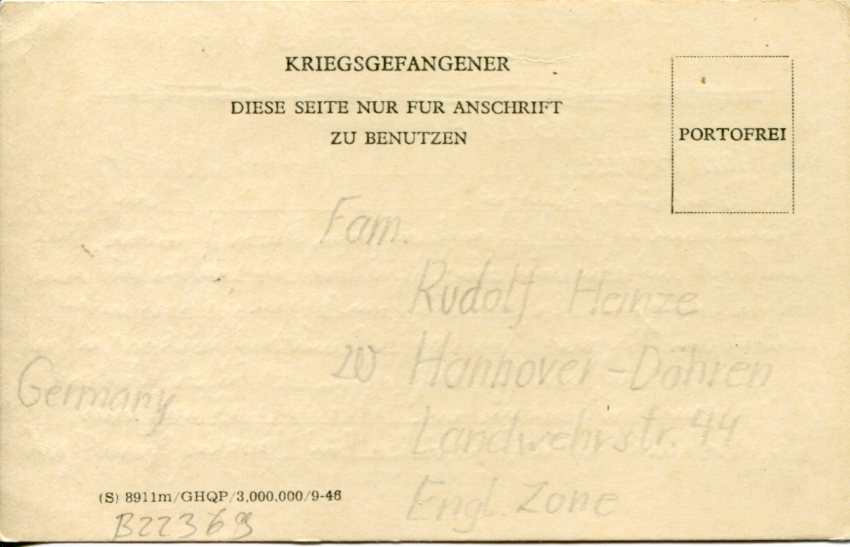 KRIEGSGEFANGENER
DIESE SEITE NUR FUR ANSCHRIFT
ZU BENUTZEN
PORTOFREI
Fam.
Rudolf Heinze
20 Hannover-Döhren
Germany
Landwehrstr. 44
(S) 8911m/GHQP/3,000,000/9-46
Engl. Zone
B22369